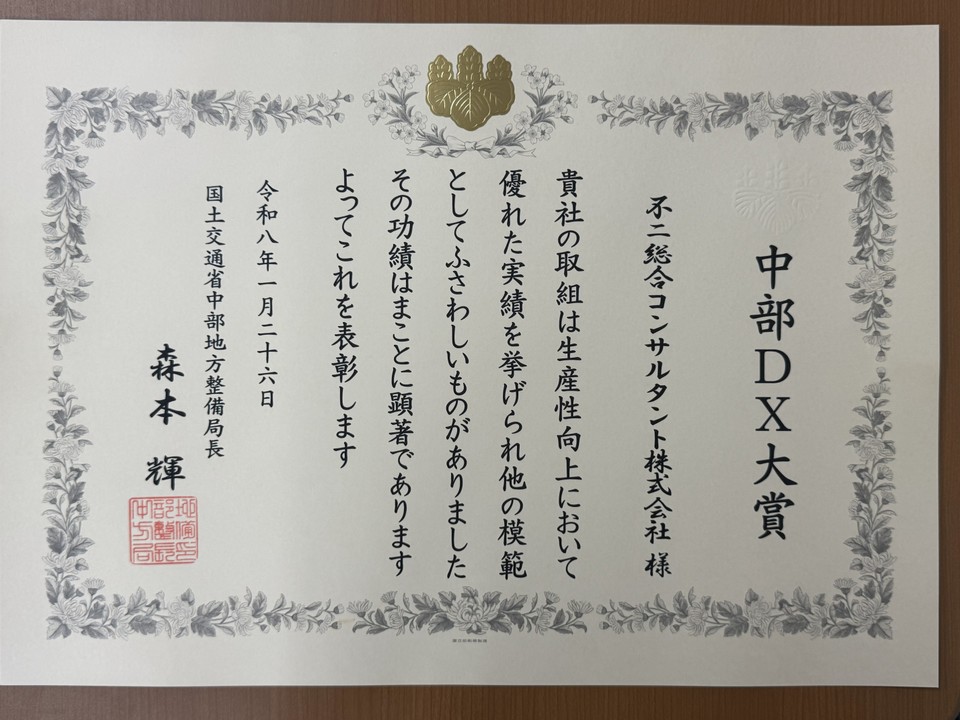 中部DX大賞
不二総合コンサルタント株式会社 様
貴社の取組は生産性向上において
優れた実績を挙げられ他の模範
としてふさわしいものがありました
その功績はまことに顕著であります
よってこれを表彰します
令和八年一月二十六日
国土交通省中部地方整備局長
森本 輝